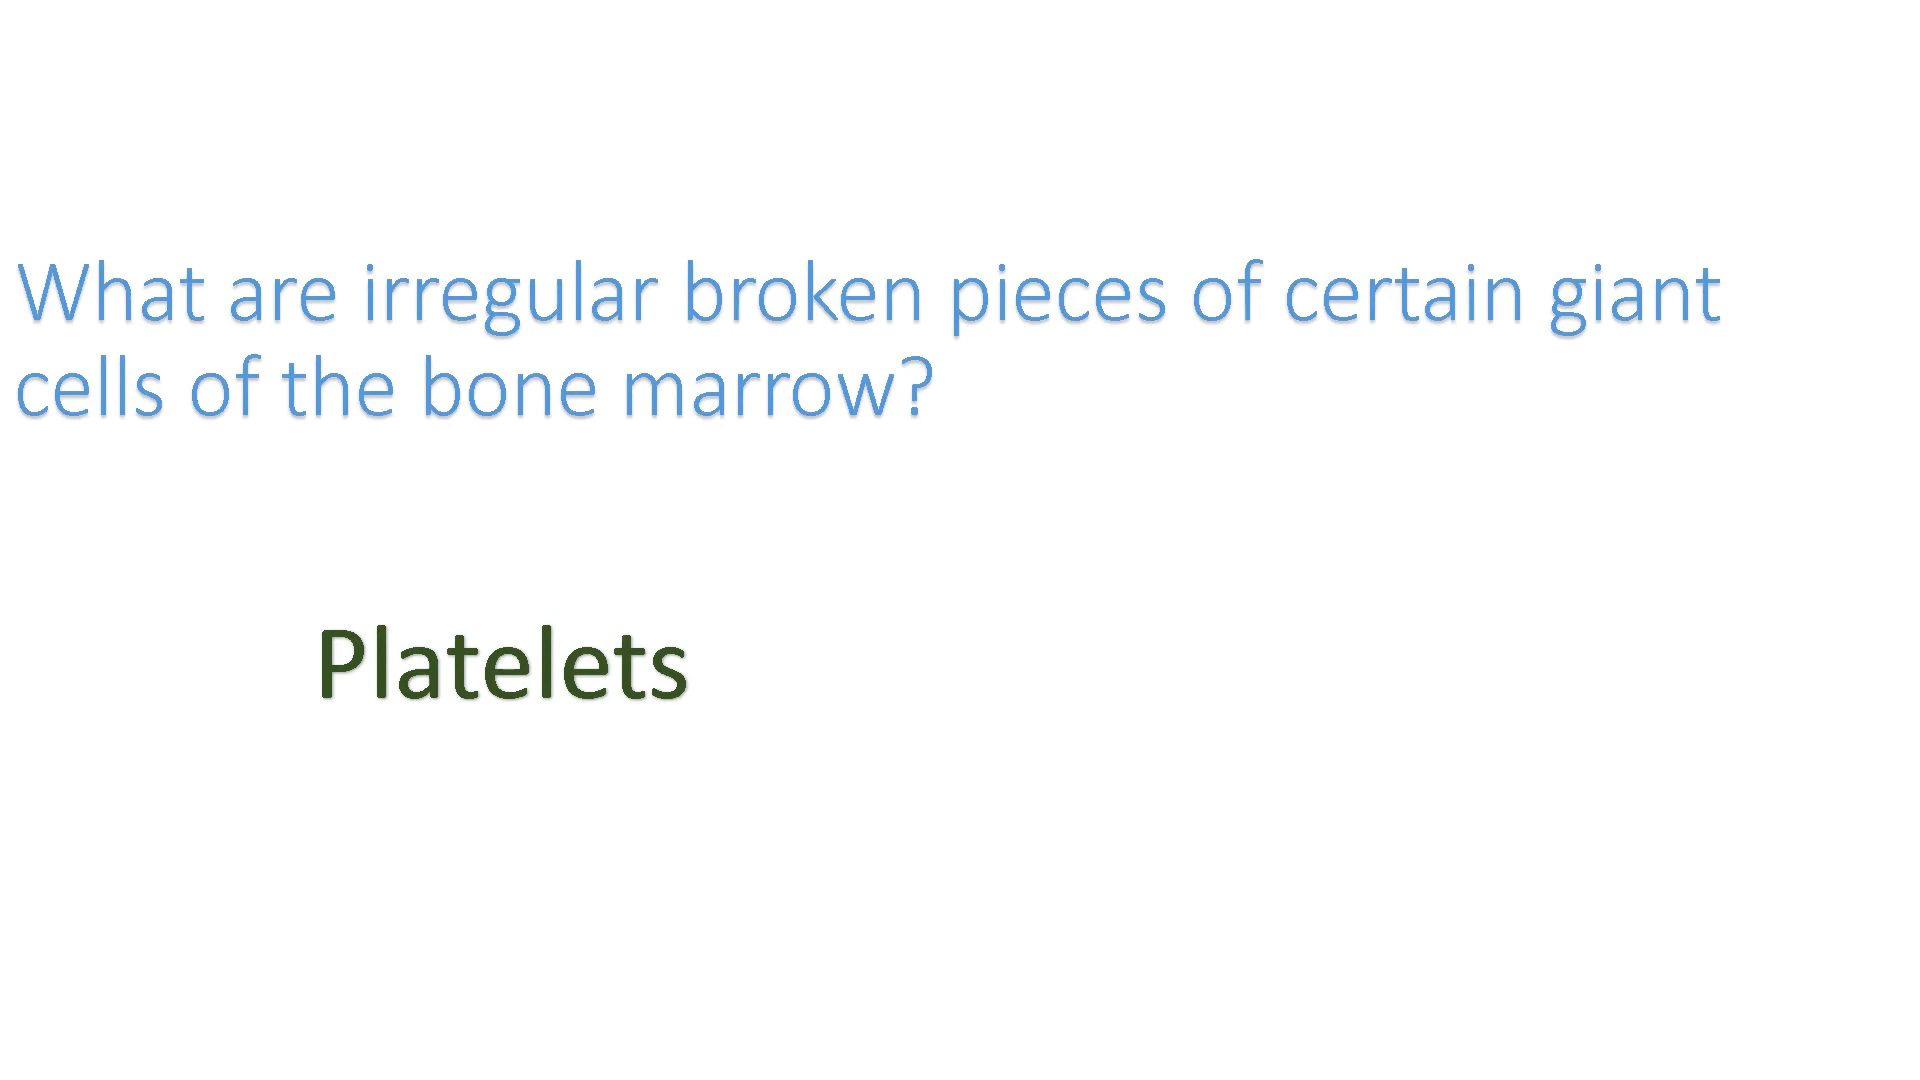 What are irregular broken pieces of certain giant
cells of the bone marrow?
Platelets